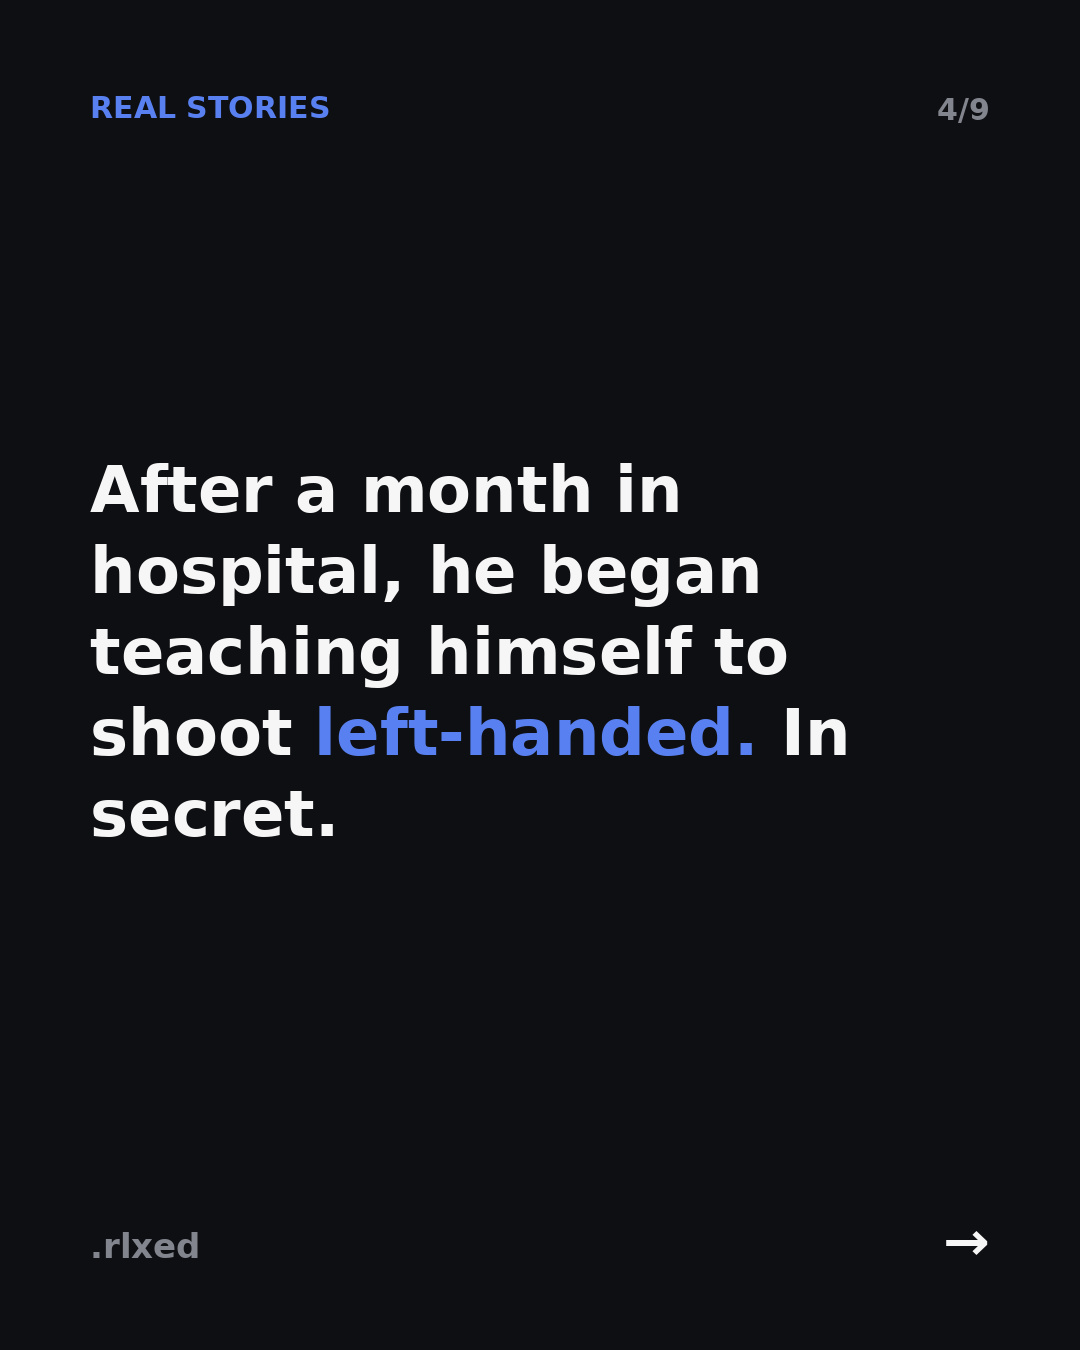 REAL STORIES
4/9
After a month in
hospital, he began
teaching himself to
shoot left-handed. In
secret.
.rlxed
→